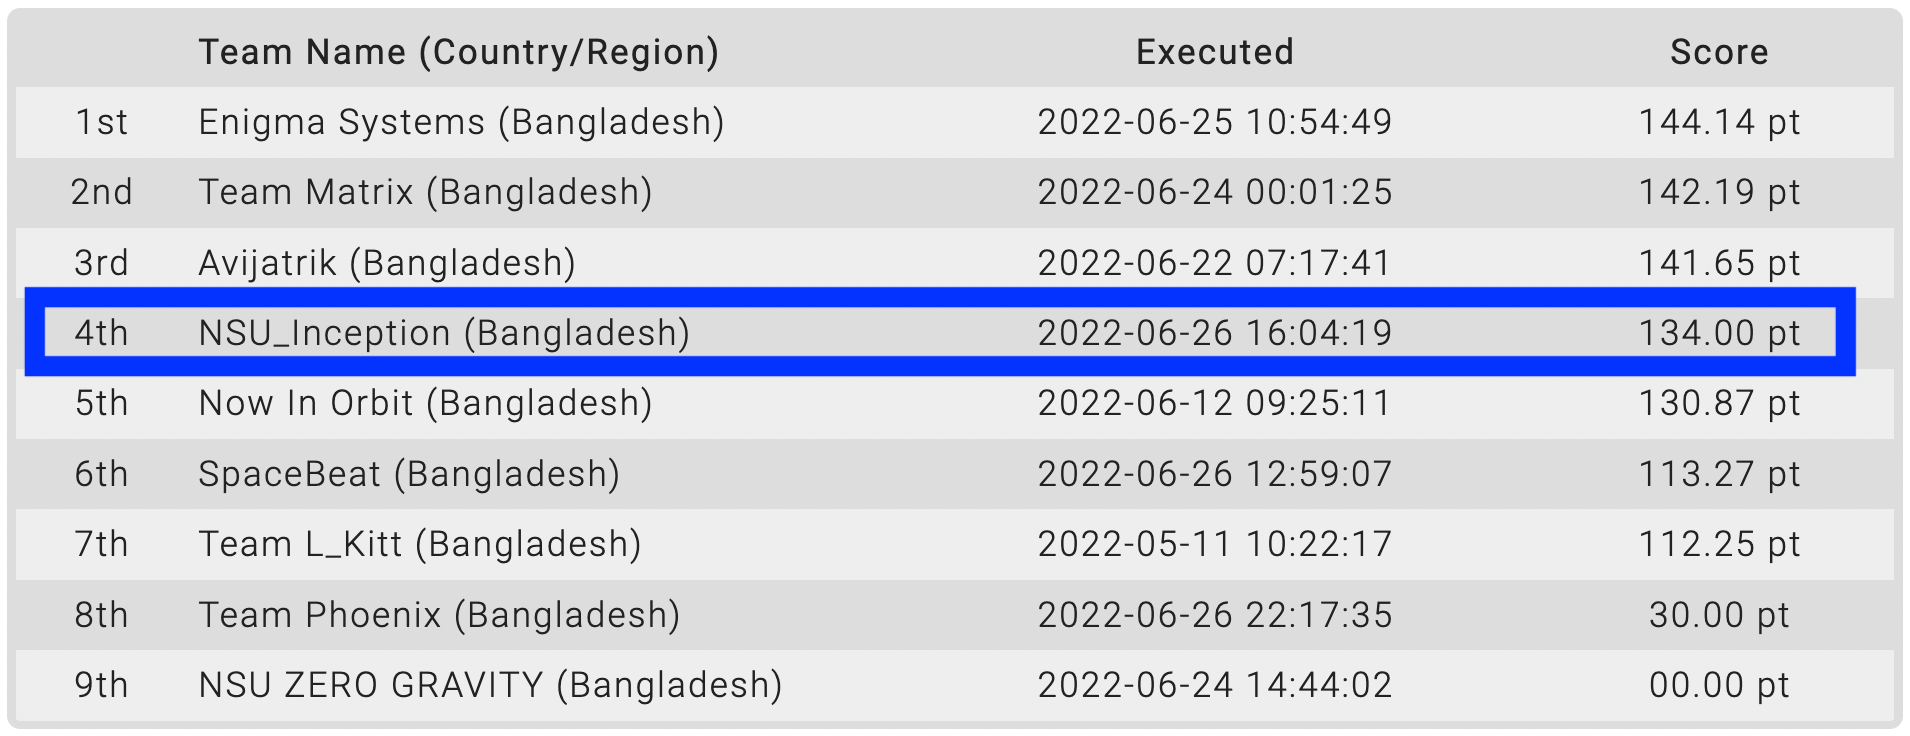 Team Name (Country/Region) Executed Score
1st Enigma Systems (Bangladesh) 2022-06-25 10:54:49 144.14 pt
2nd Team Matrix (Bangladesh) 2022-06-24 00:01:25 142.19 pt
3rd Avijatrik (Bangladesh) 2022-06-22 07:17:41 141.65 pt
4th NSU_Inception (Bangladesh) 2022-06-26 16:04:19 134.00 pt
5th Now In Orbit (Bangladesh) 2022-06-12 09:25:11 130.87 pt
6th SpaceBeat (Bangladesh) 2022-06-26 12:59:07 113.27 pt
7th Team L_Kitt (Bangladesh) 2022-05-11 10:22:17 112.25 pt
8th Team Phoenix (Bangladesh) 2022-06-26 22:17:35 30.00 pt
9th NSU ZERO GRAVITY (Bangladesh) 2022-06-24 14:44:02 00.00 pt